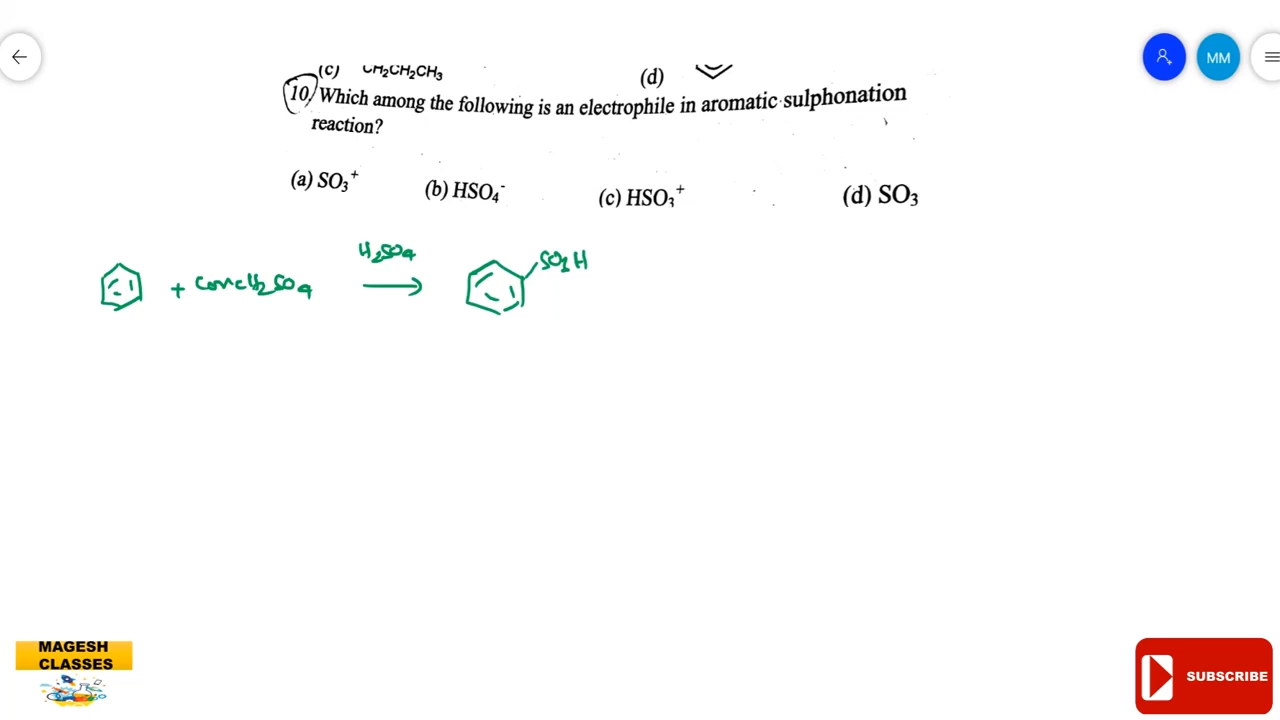 MM
(c) CH₂CH₂CH₃ (d)
10. Which among the following is an electrophile in aromatic sulphonation
reaction?
(a) SO₃⁺ (b) HSO₄⁻ (c) HSO₃⁺ (d) SO₃
H₂SO₄
+ conc H₂SO₄
SO₃H
MAGESH
CLASSES
SUBSCRIBE